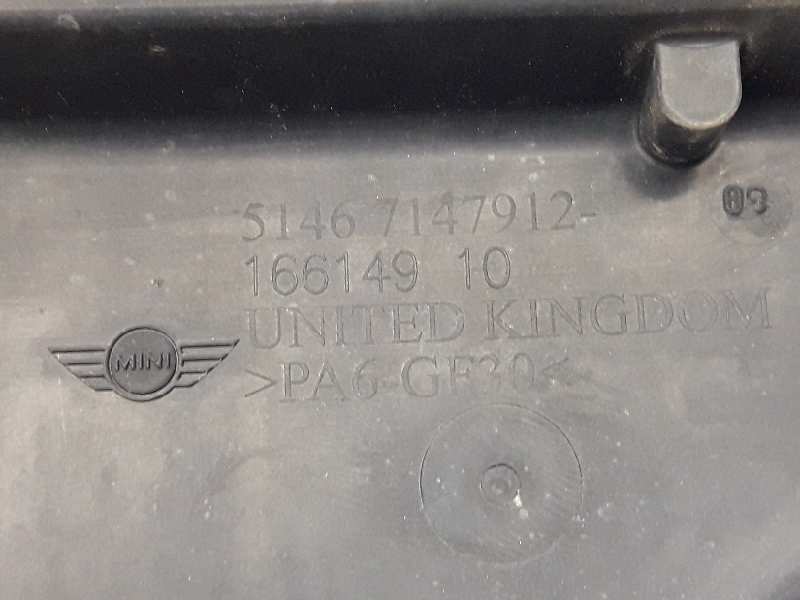 5146 7147912-
03
166149 10
UNITED KINGDOM
MINI
>PA6-GF30<